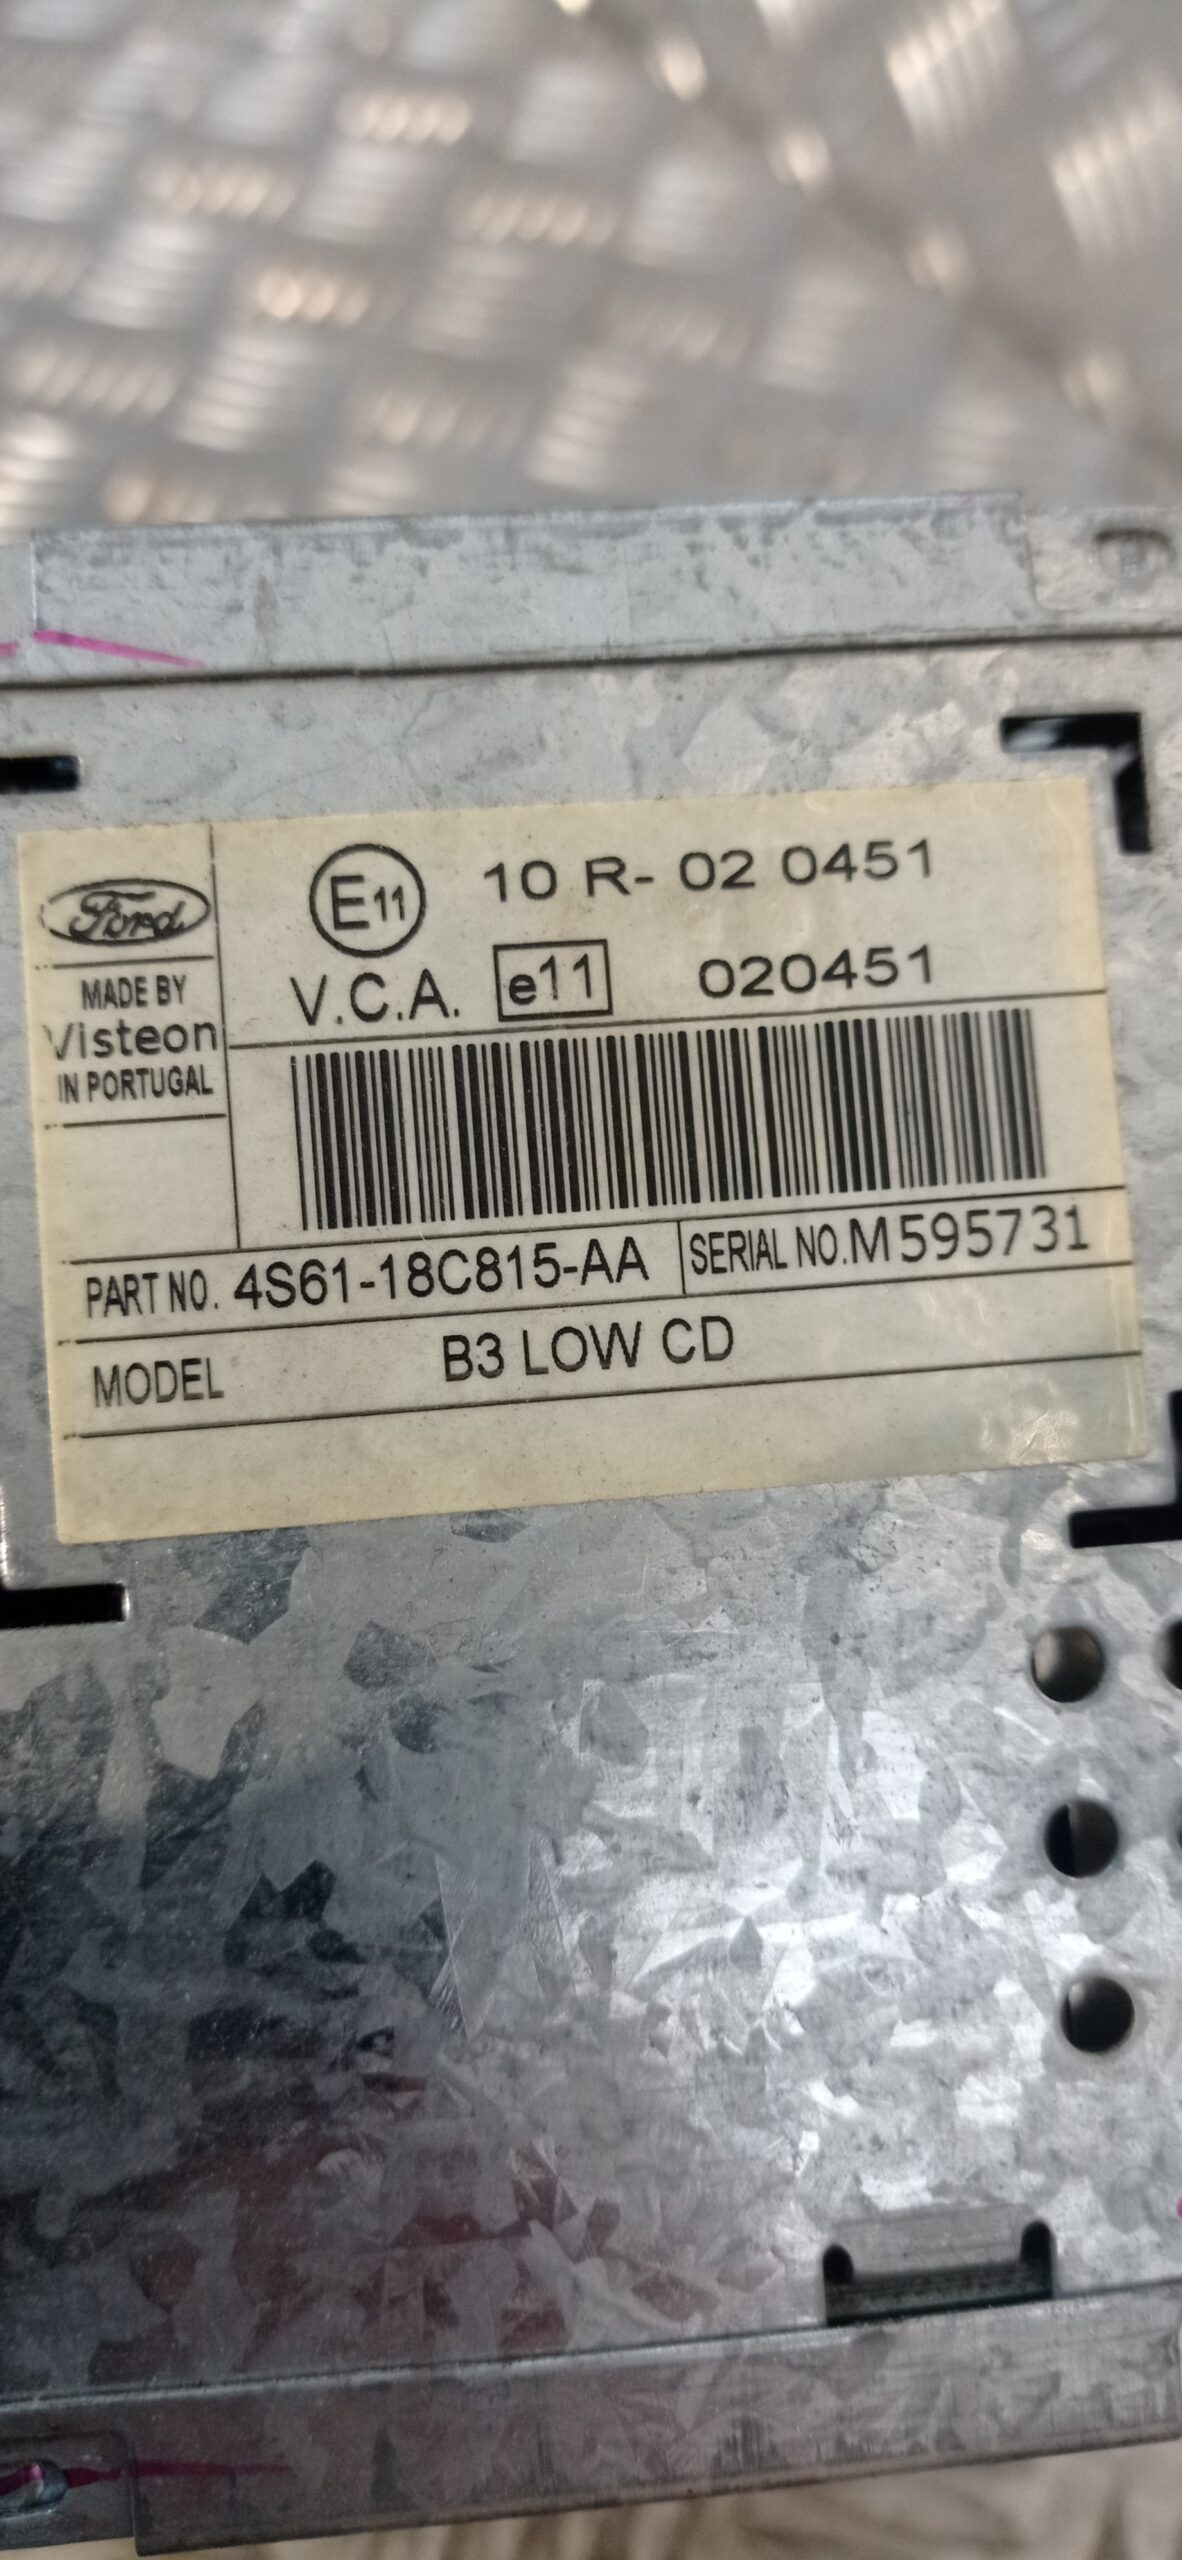 Ford
MADE BY
Visteon
IN PORTUGAL
E11 10 R- 02 0451
V.C.A. e11 020451
PART NO. 4S61-18C815-AA SERIAL NO.M595731
MODEL B3 LOW CD